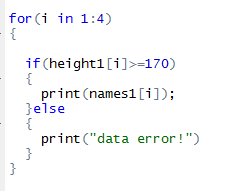 for(i in 1:4)
{
if(height1[i]>=170)
{
print(names1[i]);
}else
{
print("data error!")
}
}